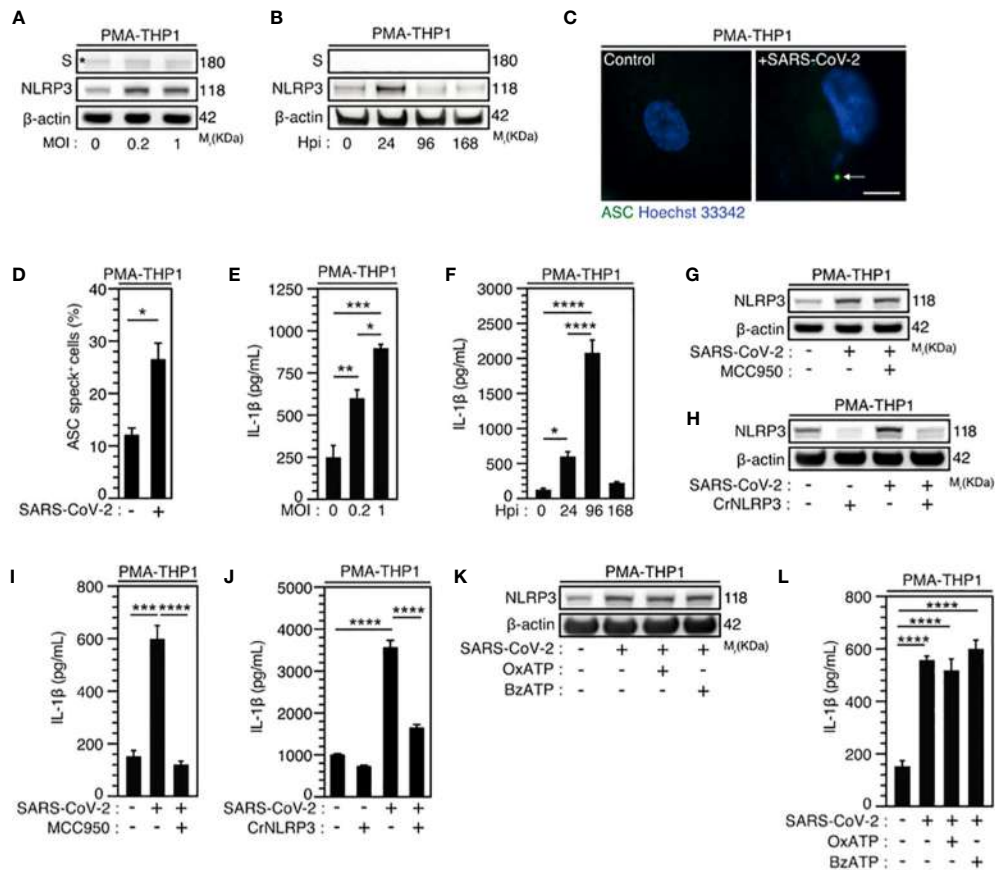 A
PMA-THP1
S * 180
NLRP3 118
β-actin 42
MOI : 0 0.2 1 Mr(KDa)
B
PMA-THP1
S 180
NLRP3 118
β-actin 42
Hpi : 0 24 96 168 Mr(KDa)
C
PMA-THP1
Control
+SARS-CoV-2
ASC Hoechst 33342
D
PMA-THP1
ASC speck+ cells (%)
40
30
20
10
0
*
SARS-CoV-2 : - +
E
PMA-THP1
IL-1β (pg/mL)
1250
1000
750
500
250
0
***
*
**
MOI : 0 0.2 1
F
PMA-THP1
IL-1β (pg/mL)
3000
2500
2000
1500
1000
500
0
****
****
*
Hpi : 0 24 96 168
G
PMA-THP1
NLRP3 118
β-actin 42
SARS-CoV-2 : - + + Mr(KDa)
MCC950 : - - +
H
PMA-THP1
NLRP3 118
β-actin 42
SARS-CoV-2 : - - + + Mr(KDa)
CrNLRP3 : - + - +
I
PMA-THP1
IL-1β (pg/mL)
800
600
400
200
0
*** ****
SARS-CoV-2 : - + +
MCC950 : - - +
J
PMA-THP1
IL-1β (pg/mL)
5000
4000
3000
2000
1000
0
****
****
SARS-CoV-2 : - - + +
CrNLRP3 : - + - +
K
PMA-THP1
NLRP3 118
β-actin 42
SARS-CoV-2 : - + + + Mr(KDa)
OxATP : - - + -
BzATP : - - - +
L
PMA-THP1
IL-1β (pg/mL)
800
600
400
200
0
****
****
****
SARS-CoV-2 : - + + +
OxATP : - - + -
BzATP : - - - +